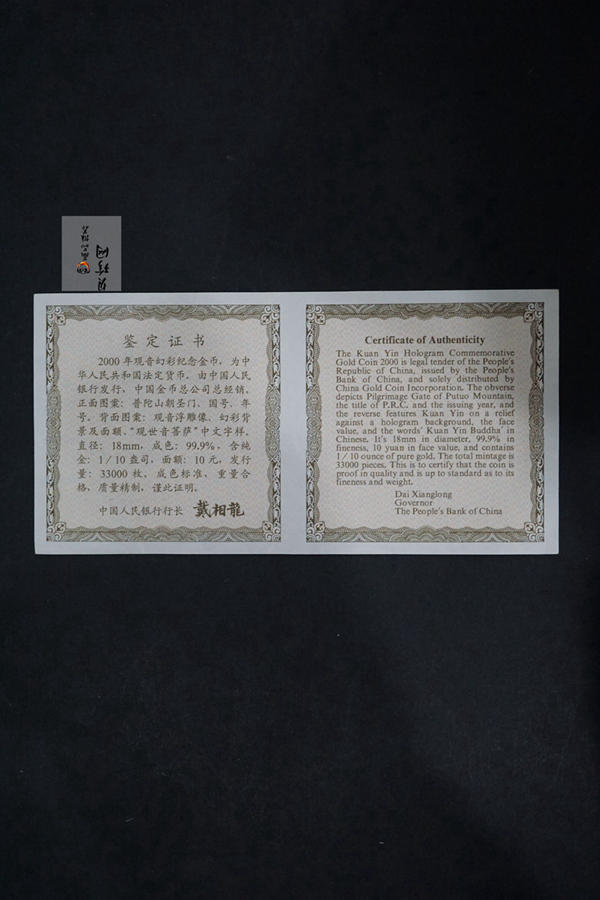 鉴定证书
2000年观音幻彩纪念金币，为中
华人民共和国法定货币，由中国人民
银行发行，中国金币总公司总经销。
正面图案：普陀山朝圣门、国号、年
号。背面图案：观音浮雕像、幻彩背
景及面额、“观世音菩萨”中文字样。
直径：18mm，成色：99.9%，含纯
金：1/10盎司，面额：10元，发行
量：33000枚，成色标准，重量合
格，质量精制，谨此证明。
中国人民银行行长 戴相龍
Certificate of Authenticity
The Kuan Yin Hologram Commemorative
Gold Coin 2000 is legal tender of the People's
Republic of China, issued by the People's
Bank of China, and solely distributed by
China Gold Coin Incorporation. The obverse
depicts Pilgrimage Gate of Putuo Mountain,
the title of P.R.C. and the issuing year, and
the reverse features Kuan Yin on a relief
against a hologram background, the face
value, and the words' Kuan Yin Buddha' in
Chinese. It's 18mm in diameter, 99.9% in
fineness, 10 yuan in face value, and contains
1/10 ounce of pure gold. The total mintage is
33000 pieces. This is to certify that the coin is
proof in quality and is up to standard as to its
fineness and weight.
Dai Xianglong
Governor
The People's Bank of China